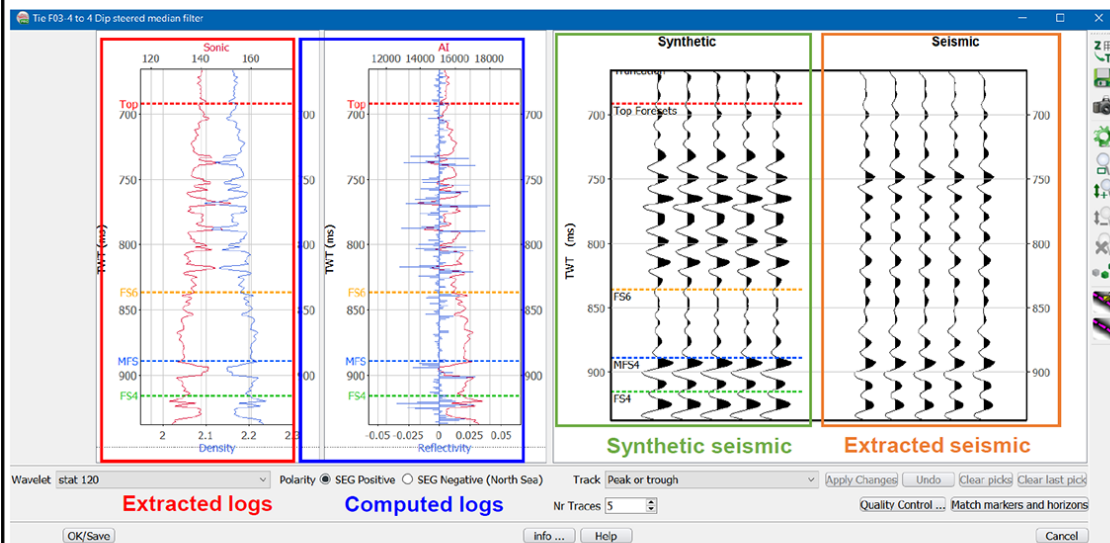 Tie F03-4 to 4 Dip steered median filter
Sonic
120 140 160
AI
12000 14000 15000 18000
Synthetic
Seismic
Truncation
Top
Top
Top Foresets
700
700
700
700
750
750
750
750
800
800
800
800
TWT (ms)
TWT (ms)
TWT (ms)
FS6
FS6
FS6
850
850
850
850
MFS
MFS
MFS4
900
900
900
900
FS4
FS4
FS4
2 2.1 2.2 2.3
Density
-0.05 -0.025 0 0.025 0.05
Reflectivity
Synthetic seismic
Extracted seismic
Wavelet stat 120
Polarity SEG Positive SEG Negative (North Sea)
Track Peak or trough
Apply Changes Undo Clear picks Clear last pick
Extracted logs
Computed logs
Nr Traces 5
Quality Control ... Match markers and horizons
OK/Save info ... Help Cancel